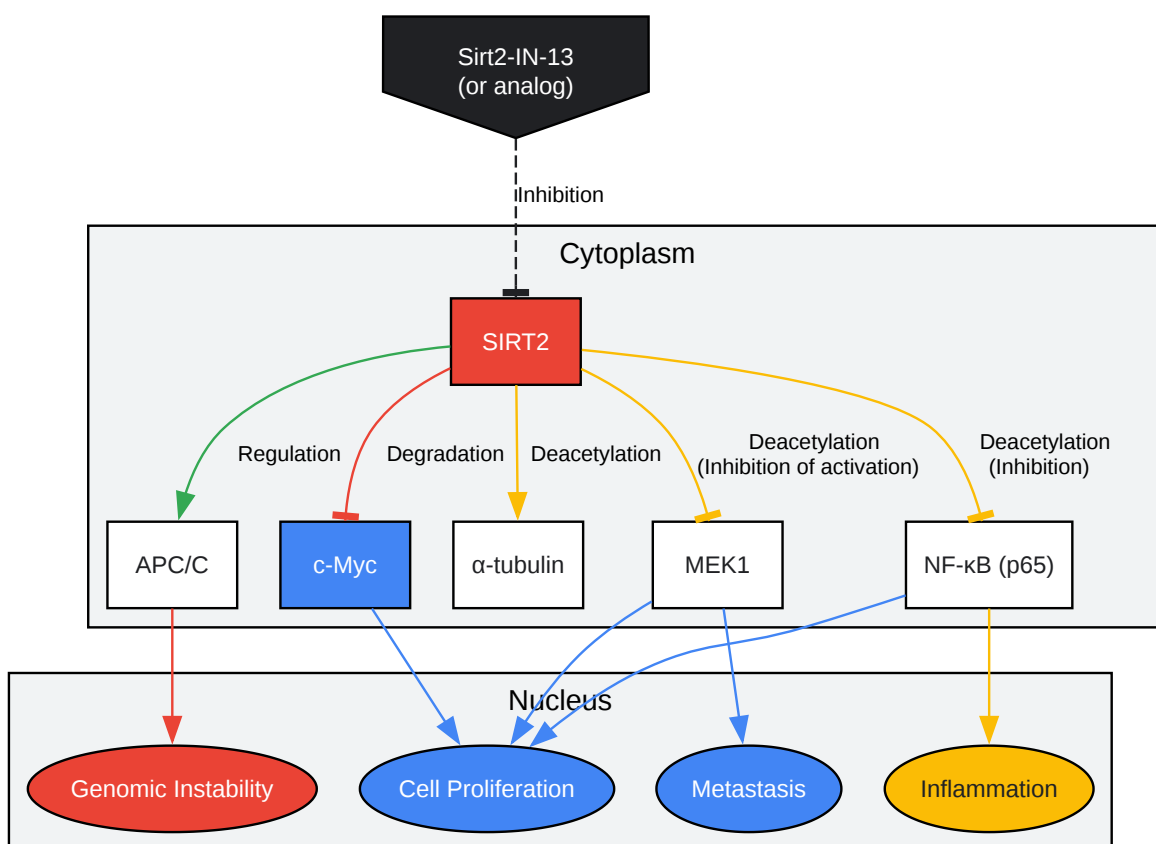 Sirt2-IN-13
(or analog)
Inhibition
Cytoplasm
SIRT2
Regulation
Degradation
Deacetylation
Deacetylation
(Inhibition of activation)
Deacetylation
(Inhibition)
APC/C
c-Myc
α-tubulin
MEK1
NF-κB (p65)
Nucleus
Genomic Instability
Cell Proliferation
Metastasis
Inflammation